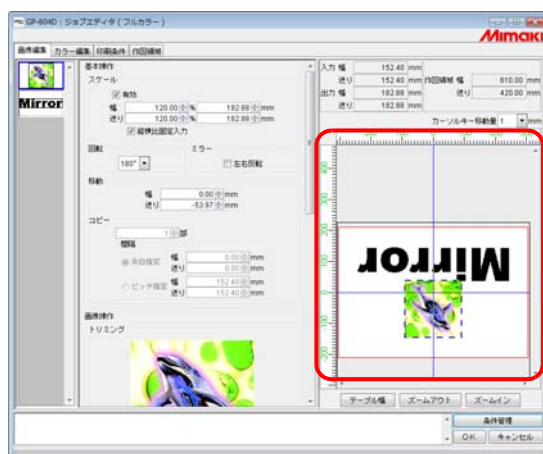 GP-604D : ジョブエディタ ( フルカラー )
Mimaki
画像編集 カラー編集 印刷条件 作図領域
Mirror
基本操作
スケール
有効
幅 120.00 % 182.88 mm
送り 120.00 % 182.88 mm
縦横比固定入力
回転 ミラー
180° 左右反転
移動
幅 0.00 mm
送り -53.97 mm
コピー
1 部
間隔
余白指定 幅 0.00 mm
送り 0.00 mm
ピッチ指定 幅 152.40 mm
送り 152.40 mm
画像操作
トリミング
入力 幅 152.40 mm
送り 152.40 mm 作図領域 幅 610.00 mm
出力 幅 182.88 mm 送り 420.00 mm
送り 182.88 mm
カーソルキー移動量 1 mm
Mirror
テーブル幅 ズームアウト ズームイン
条件管理
OK キャンセル